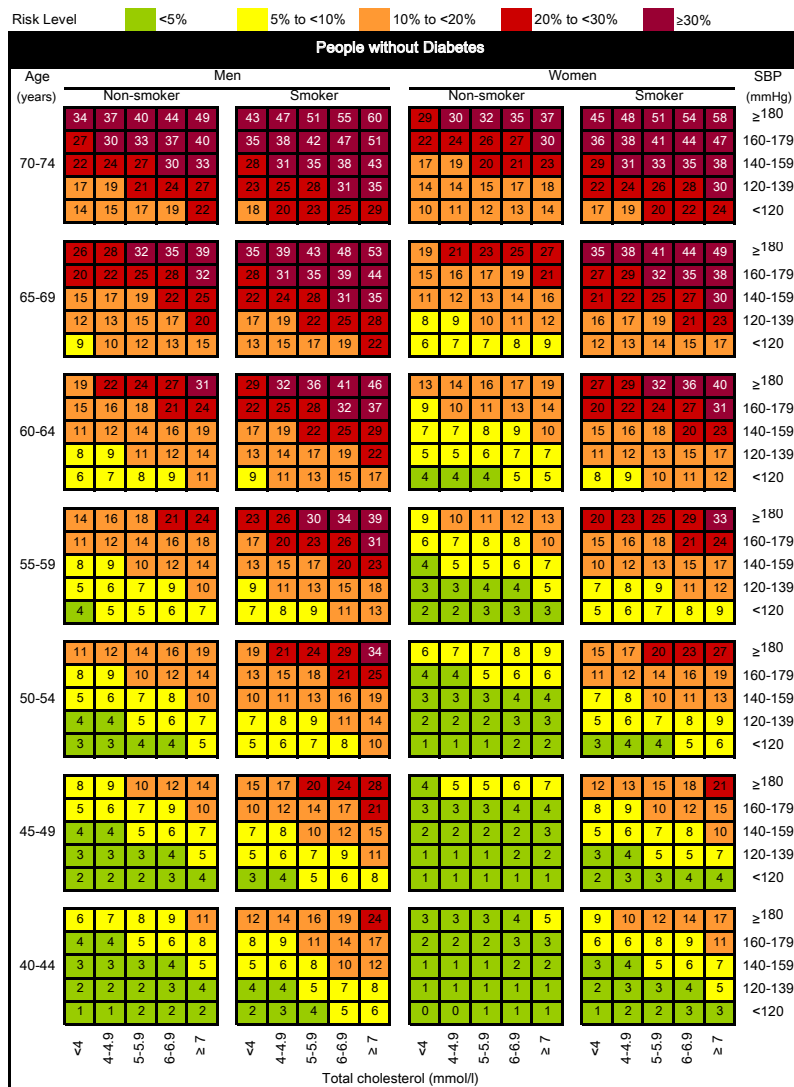 Risk Level <5% 5% to <10% 10% to <20% 20% to <30% ≥30%
People without Diabetes
Age Men Women SBP
(years) Non-smoker Smoker Non-smoker Smoker (mmHg)
34 37 40 44 49 43 47 51 55 60 29 30 32 35 37 45 48 51 54 58 ≥180
27 30 33 37 40 35 38 42 47 51 22 24 26 27 30 36 38 41 44 47 160-179
70-74 22 24 27 30 33 28 31 35 38 43 17 19 20 21 23 29 31 33 35 38 140-159
17 19 21 24 27 23 25 28 31 35 14 14 15 17 18 22 24 26 28 30 120-139
14 15 17 19 22 18 20 23 25 29 10 11 12 13 14 17 19 20 22 24 <120
26 28 32 35 39 35 39 43 48 53 19 21 23 25 27 35 38 41 44 49 ≥180
20 22 25 28 32 28 31 35 39 44 15 16 17 19 21 27 29 32 35 38 160-179
65-69 15 17 19 22 25 22 24 28 31 35 11 12 13 14 16 21 22 25 27 30 140-159
12 13 15 17 20 17 19 22 25 28 8 9 10 11 12 16 17 19 21 23 120-139
9 10 12 13 15 13 15 17 19 22 6 7 7 8 9 12 13 14 15 17 <120
19 22 24 27 31 29 32 36 41 46 13 14 16 17 19 27 29 32 36 40 ≥180
15 16 18 21 24 22 25 28 32 37 9 10 11 13 14 20 22 24 27 31 160-179
60-64 11 12 14 16 19 17 19 22 25 29 7 7 8 9 10 15 16 18 20 23 140-159
8 9 11 12 14 13 14 17 19 22 5 5 6 7 7 11 12 13 15 17 120-139
6 7 8 9 11 9 11 13 15 17 4 4 4 5 5 8 9 10 11 12 <120
14 16 18 21 24 23 26 30 34 39 9 10 11 12 13 20 23 25 29 33 ≥180
11 12 14 16 18 17 20 23 26 31 6 7 8 8 10 15 16 18 21 24 160-179
55-59 8 9 10 12 14 13 15 17 20 23 4 5 5 6 7 10 12 13 15 17 140-159
5 6 7 9 10 9 11 13 15 18 3 3 4 4 5 7 8 9 11 12 120-139
4 5 5 6 7 7 8 9 11 13 2 2 3 3 3 5 6 7 8 9 <120
11 12 14 16 19 19 21 24 29 34 6 7 7 8 9 15 17 20 23 27 ≥180
8 9 10 12 14 13 15 18 21 25 4 4 5 6 6 11 12 14 16 19 160-179
50-54 5 6 7 8 10 10 11 13 16 19 3 3 3 4 4 7 8 10 11 13 140-159
4 4 5 6 7 7 8 9 11 14 2 2 2 3 3 5 6 7 8 9 120-139
3 3 4 4 5 5 6 7 8 10 1 1 1 2 2 3 4 4 5 6 <120
8 9 10 12 14 15 17 20 24 28 4 5 5 6 7 12 13 15 18 21 ≥180
5 6 7 9 10 10 12 14 17 21 3 3 3 4 4 8 9 10 12 15 160-179
45-49 4 4 5 6 7 7 8 10 12 15 2 2 2 2 3 5 6 7 8 10 140-159
3 3 3 4 5 5 6 7 9 11 1 1 1 2 2 3 4 5 5 7 120-139
2 2 2 3 4 3 4 5 6 8 1 1 1 1 1 2 3 3 4 4 <120
6 7 8 9 11 12 14 16 19 24 3 3 3 4 5 9 10 12 14 17 ≥180
4 4 5 6 8 8 9 11 14 17 2 2 2 3 3 6 6 8 9 11 160-179
40-44 3 3 3 4 5 5 6 8 10 12 1 1 1 2 2 3 4 5 6 7 140-159
2 2 2 3 4 4 4 5 7 8 1 1 1 1 1 2 3 3 4 5 120-139
1 1 2 2 2 2 3 4 5 6 0 0 1 1 1 1 2 2 3 3 <120
<4 4-4.9 5-5.9 6-6.9 ≥ 7 <4 4-4.9 5-5.9 6-6.9 ≥ 7 <4 4-4.9 5-5.9 6-6.9 ≥ 7 <4 4-4.9 5-5.9 6-6.9 ≥ 7
Total cholesterol (mmol/l)